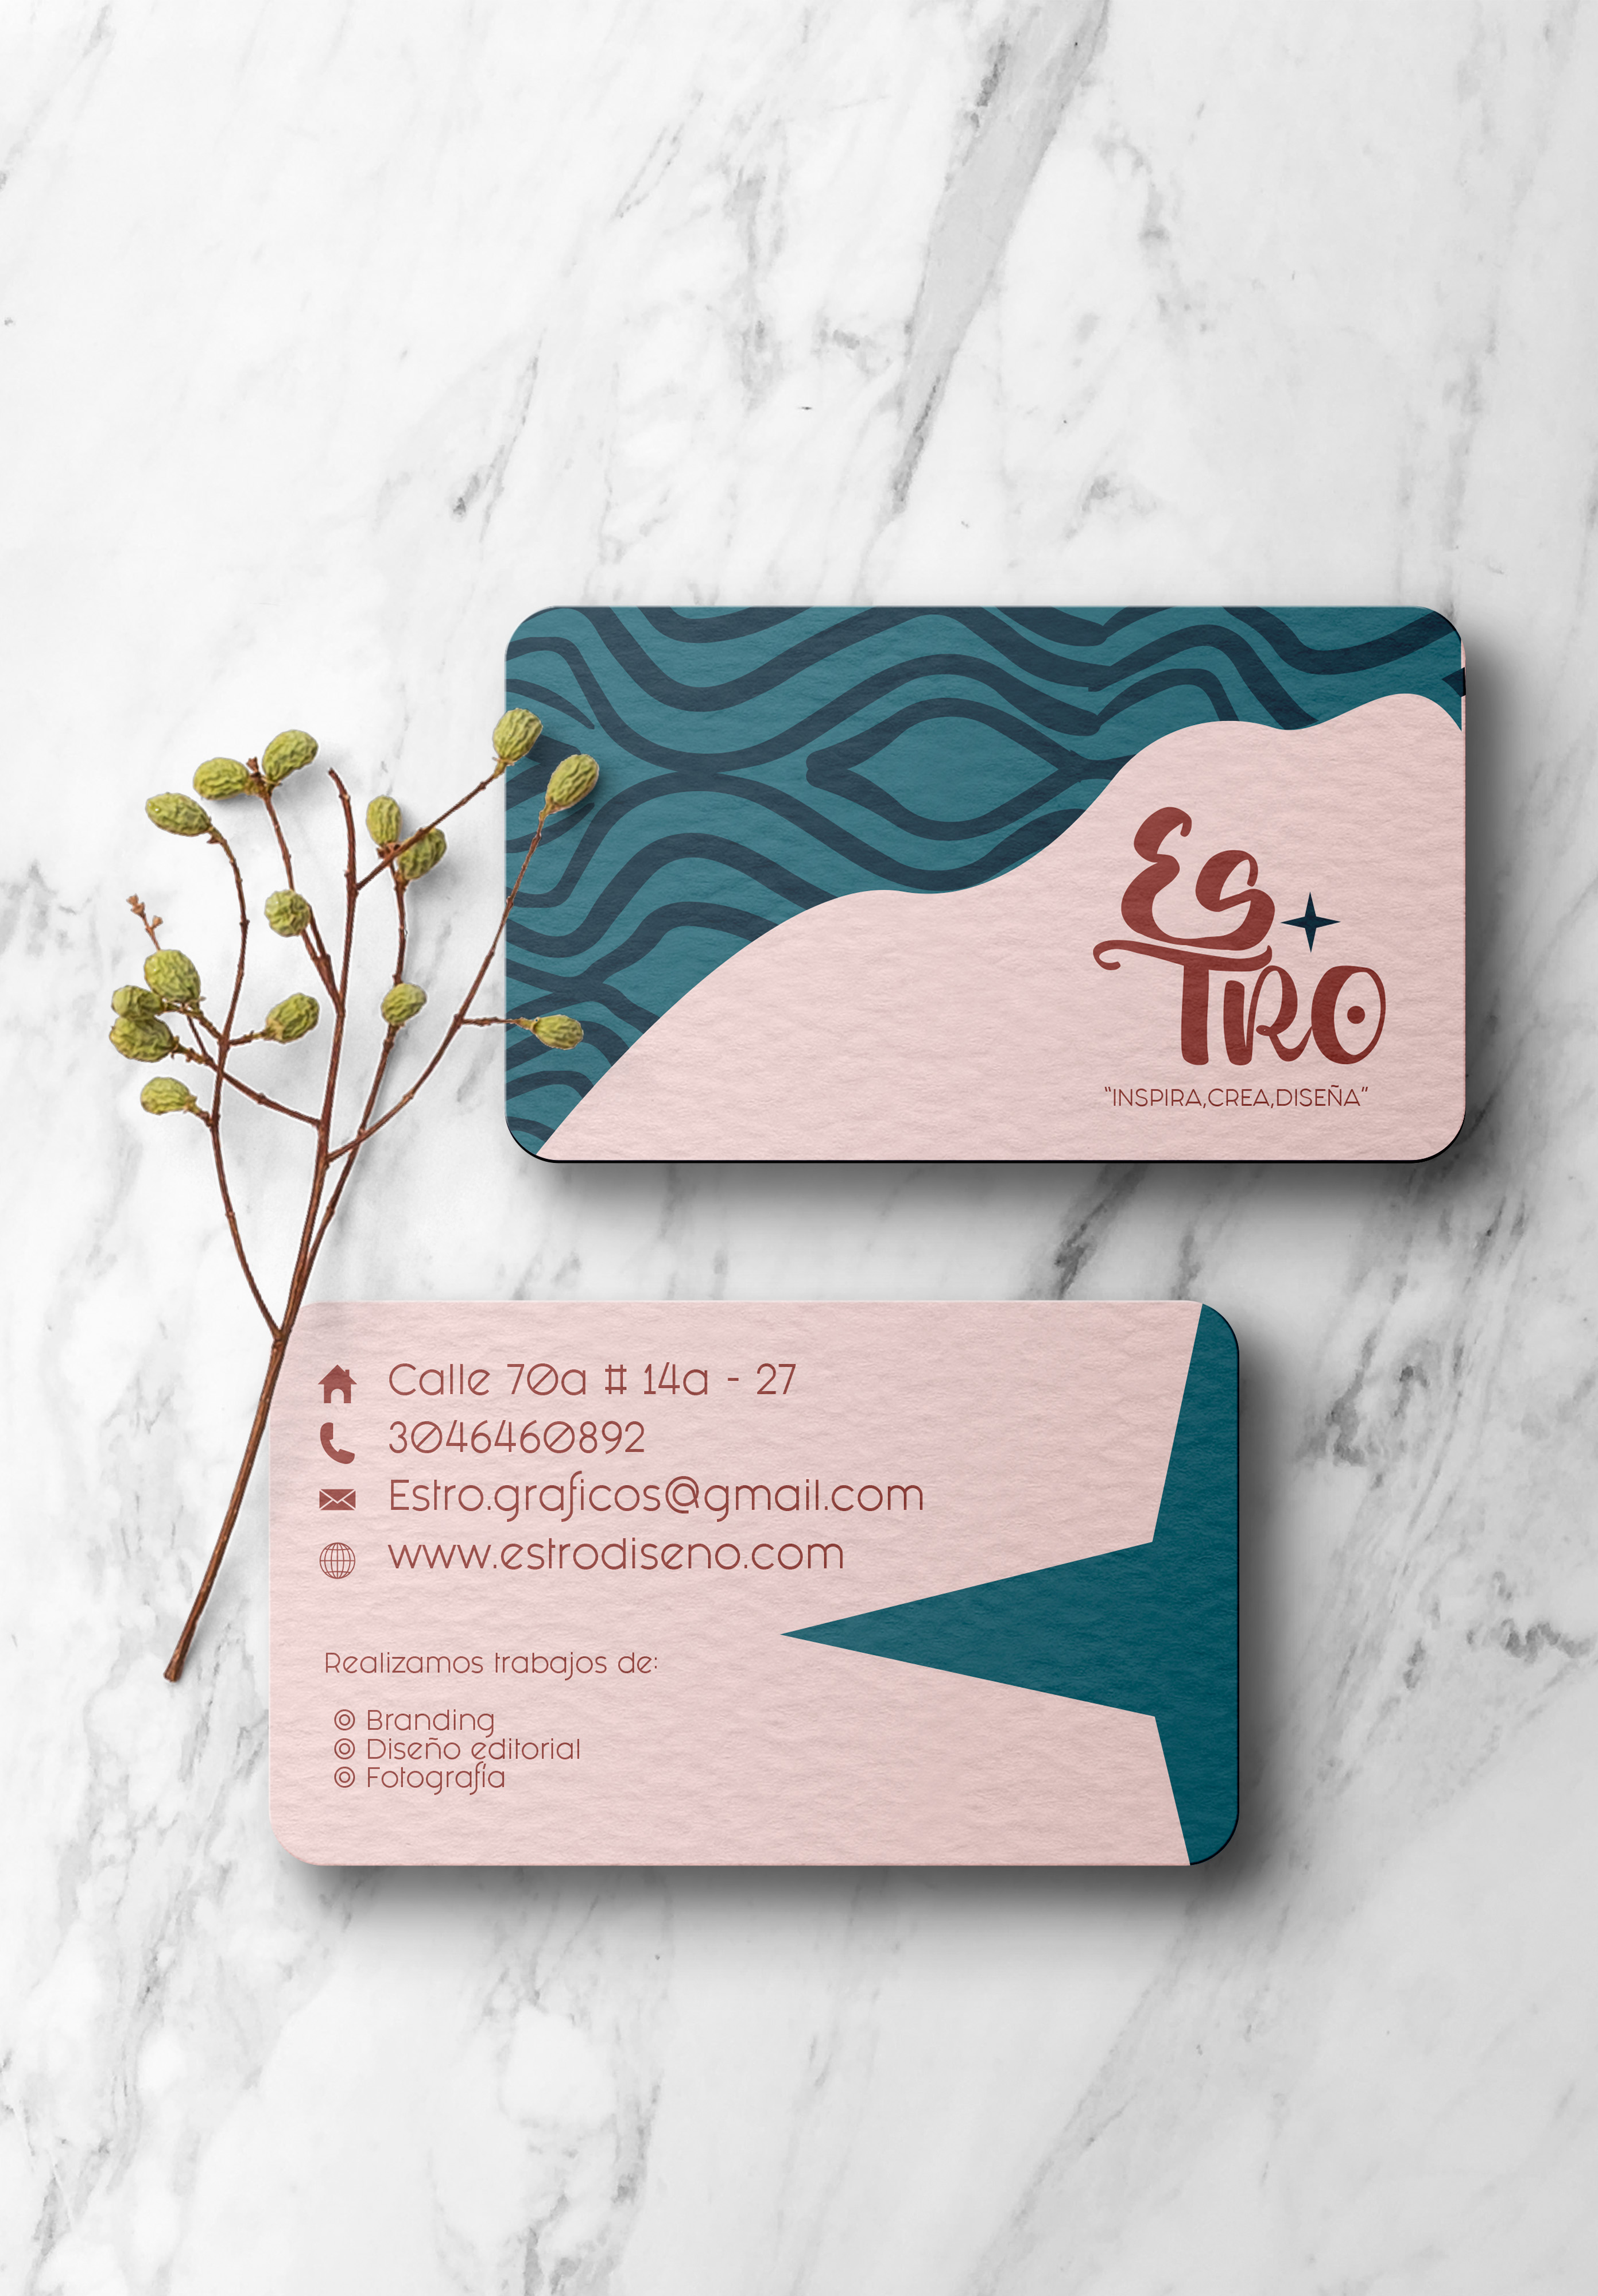 Es
TRO
"INSPIRA,CREA,DISEÑA"
Calle 70a # 14a - 27
3046460892
Estro.graficos@gmail.com
www.estrodiseno.com
Realizamos trabajos de:
Branding
Diseño editorial
Fotografía